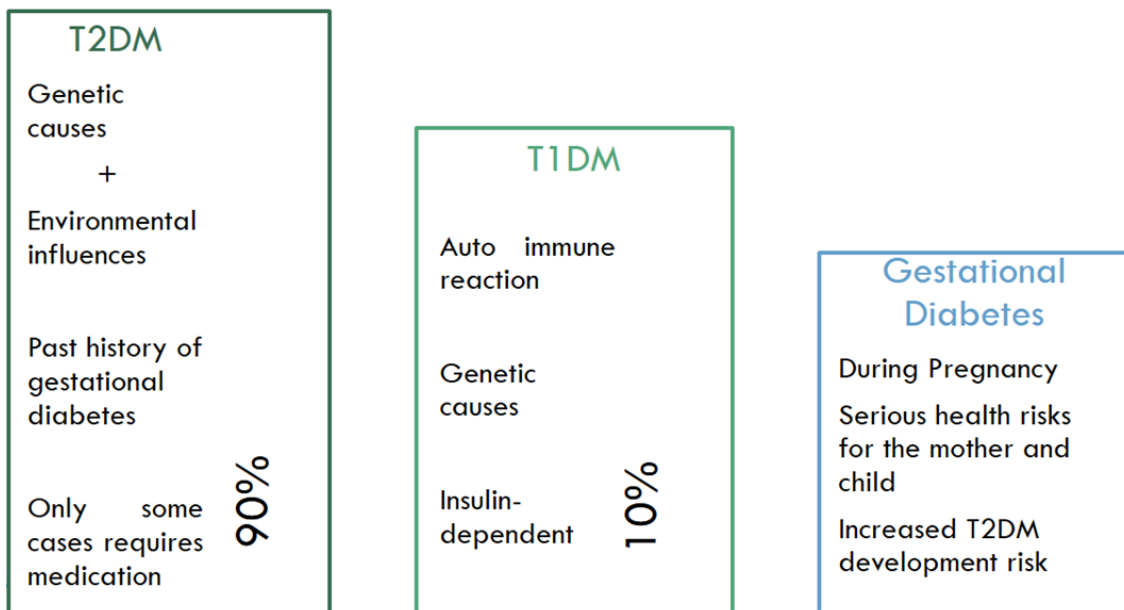 T2DM
Genetic
causes
+
Environmental
influences
Past history of
gestational
diabetes
Only some
cases requires
medication
90%
T1DM
Auto immune
reaction
Genetic
causes
Insulin-
dependent
10%
Gestational
Diabetes
During Pregnancy
Serious health risks
for the mother and
child
Increased T2DM
development risk